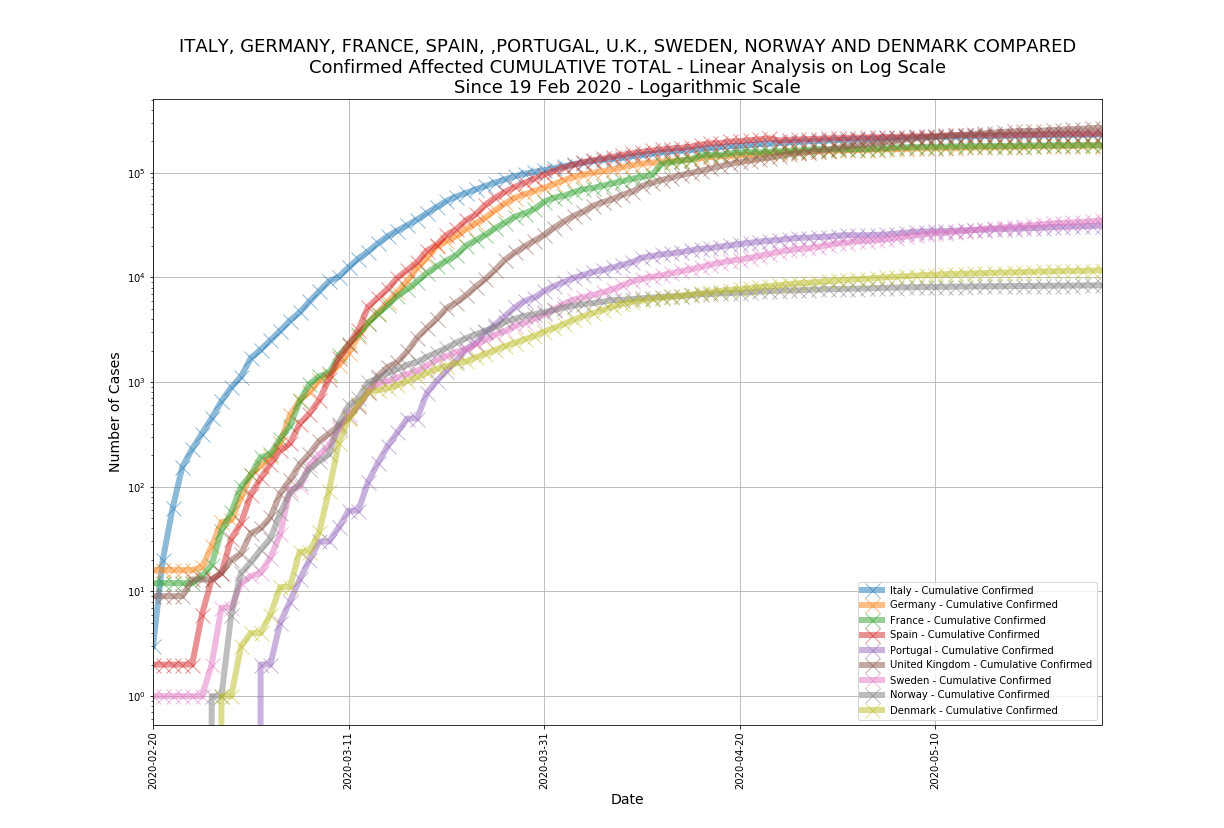 ITALY, GERMANY, FRANCE, SPAIN, ,PORTUGAL, U.K., SWEDEN, NORWAY AND DENMARK COMPARED
Confirmed Affected CUMULATIVE TOTAL - Linear Analysis on Log Scale
Since 19 Feb 2020 - Logarithmic Scale
Number of Cases
10⁵
10⁴
10³
10²
10¹
10⁰
Italy - Cumulative Confirmed
Germany - Cumulative Confirmed
France - Cumulative Confirmed
Spain - Cumulative Confirmed
Portugal - Cumulative Confirmed
United Kingdom - Cumulative Confirmed
Sweden - Cumulative Confirmed
Norway - Cumulative Confirmed
Denmark - Cumulative Confirmed
2020-02-20
2020-03-11
2020-03-31
2020-04-20
2020-05-10
Date